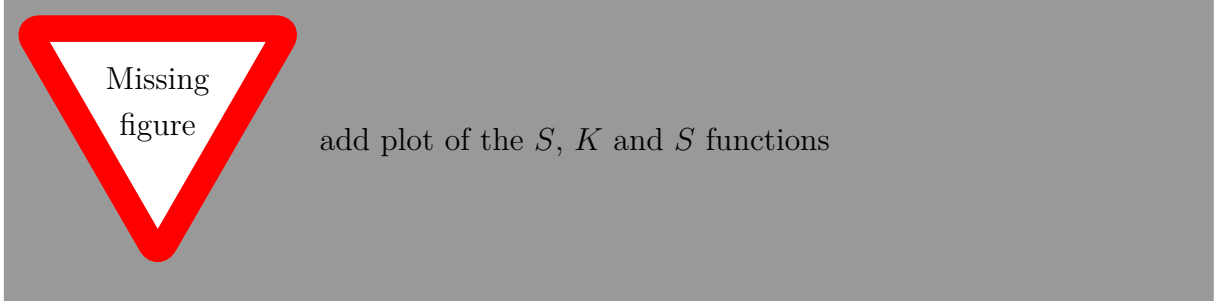 Missing
figure
add plot of the S, K and S functions